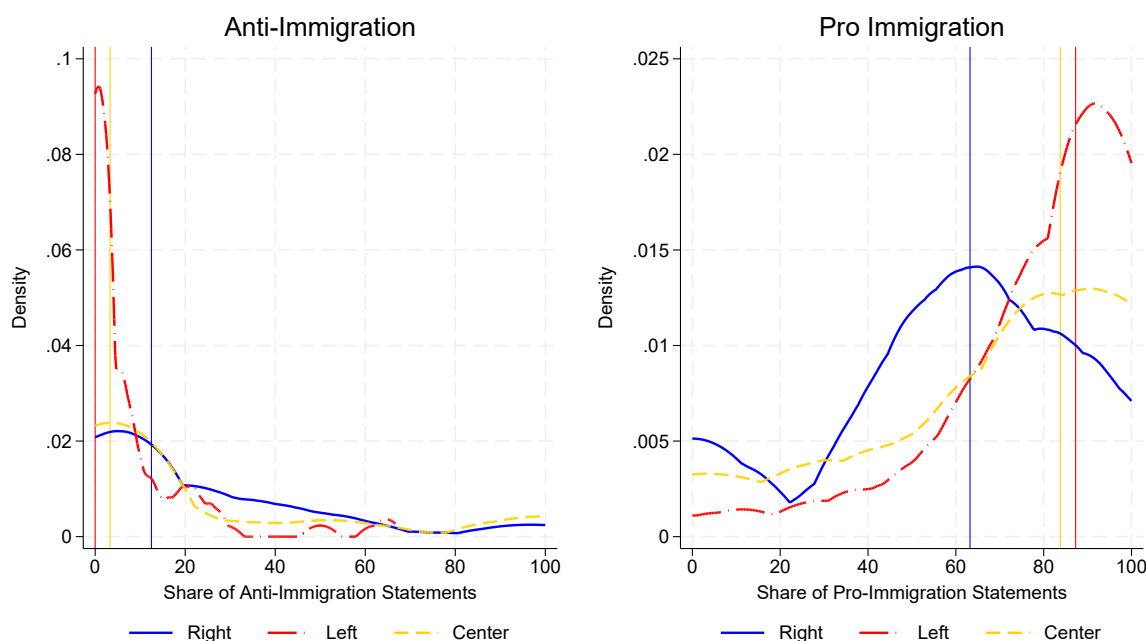 Anti-Immigration
.1
.08
.06
.04
.02
0
Density
0 20 40 60 80 100
Share of Anti-Immigration Statements
Right Left Center
Pro Immigration
.025
.02
.015
.01
.005
0
Density
0 20 40 60 80 100
Share of Pro-Immigration Statements
Right Left Center